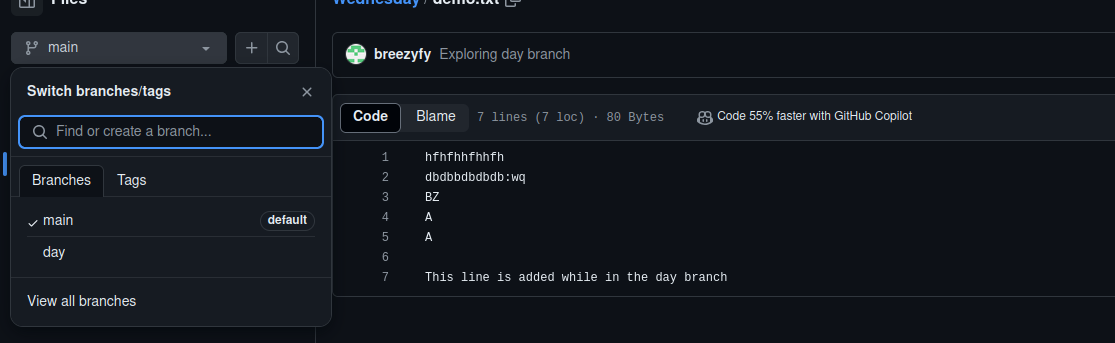 Files
Wednesday / demo.txt
main
breezyfy Exploring day branch
Switch branches/tags
Find or create a branch...
Code Blame 7 lines (7 loc) · 80 Bytes Code 55% faster with GitHub Copilot
Branches Tags
main default
day
View all branches
1 hfhfhhfhhfh
2 dbdbbdbdbdb:wq
3 BZ
4 A
5 A
6
7 This line is added while in the day branch